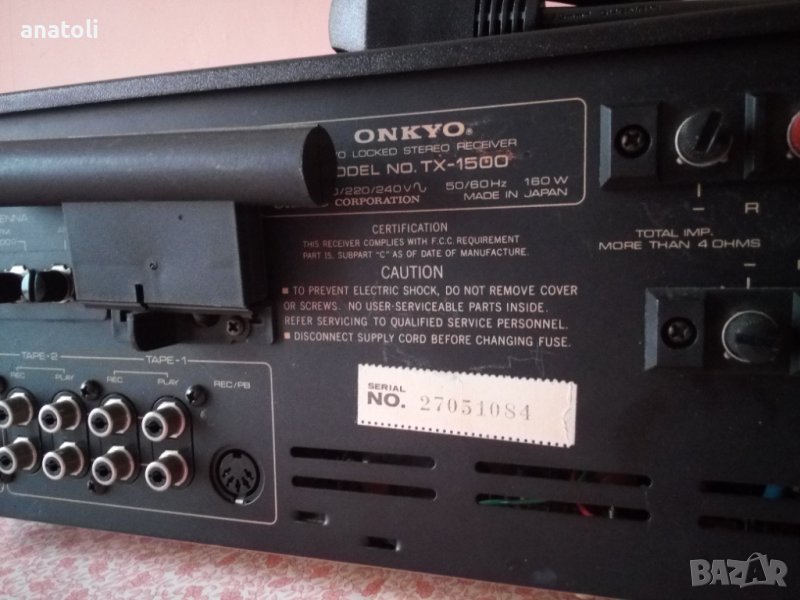 anatoli
ONKYO®
LOCKED STEREO RECEIVER
MODEL NO. TX-1500
/220/240V 50/60Hz 160W
CORPORATION MADE IN JAPAN
CERTIFICATION
THIS RECEIVER COMPLIES WITH F.C.C. REQUIREMENT
PART 15, SUBPART "C" AS OF DATE OF MANUFACTURE.
CAUTION
■ TO PREVENT ELECTRIC SHOCK, DO NOT REMOVE COVER
OR SCREWS. NO USER-SERVICEABLE PARTS INSIDE.
REFER SERVICING TO QUALIFIED SERVICE PERSONNEL.
■ DISCONNECT SUPPLY CORD BEFORE CHANGING FUSE.
R
TOTAL IMP.
MORE THAN 4 OHMS
TAPE-2 TAPE-1
REC PLAY REC PLAY REC/PB
SERIAL
NO. 27051084
BAZAR